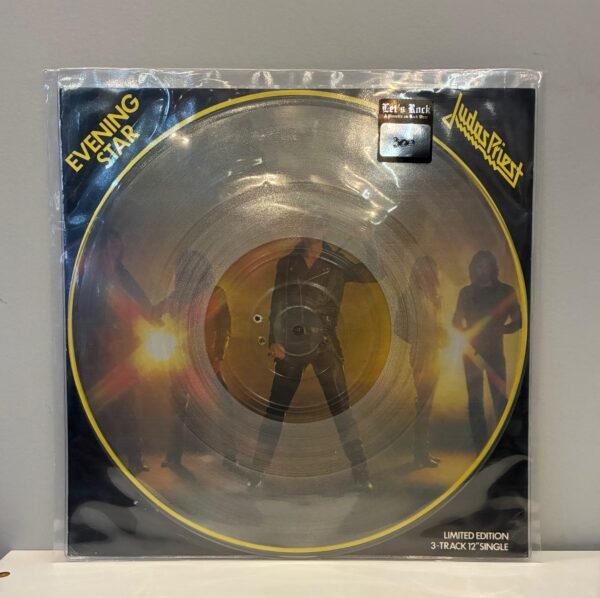 EVENING
STAR
Let's Rock
Judas Priest
LIMITED EDITION
3-TRACK 12" SINGLE